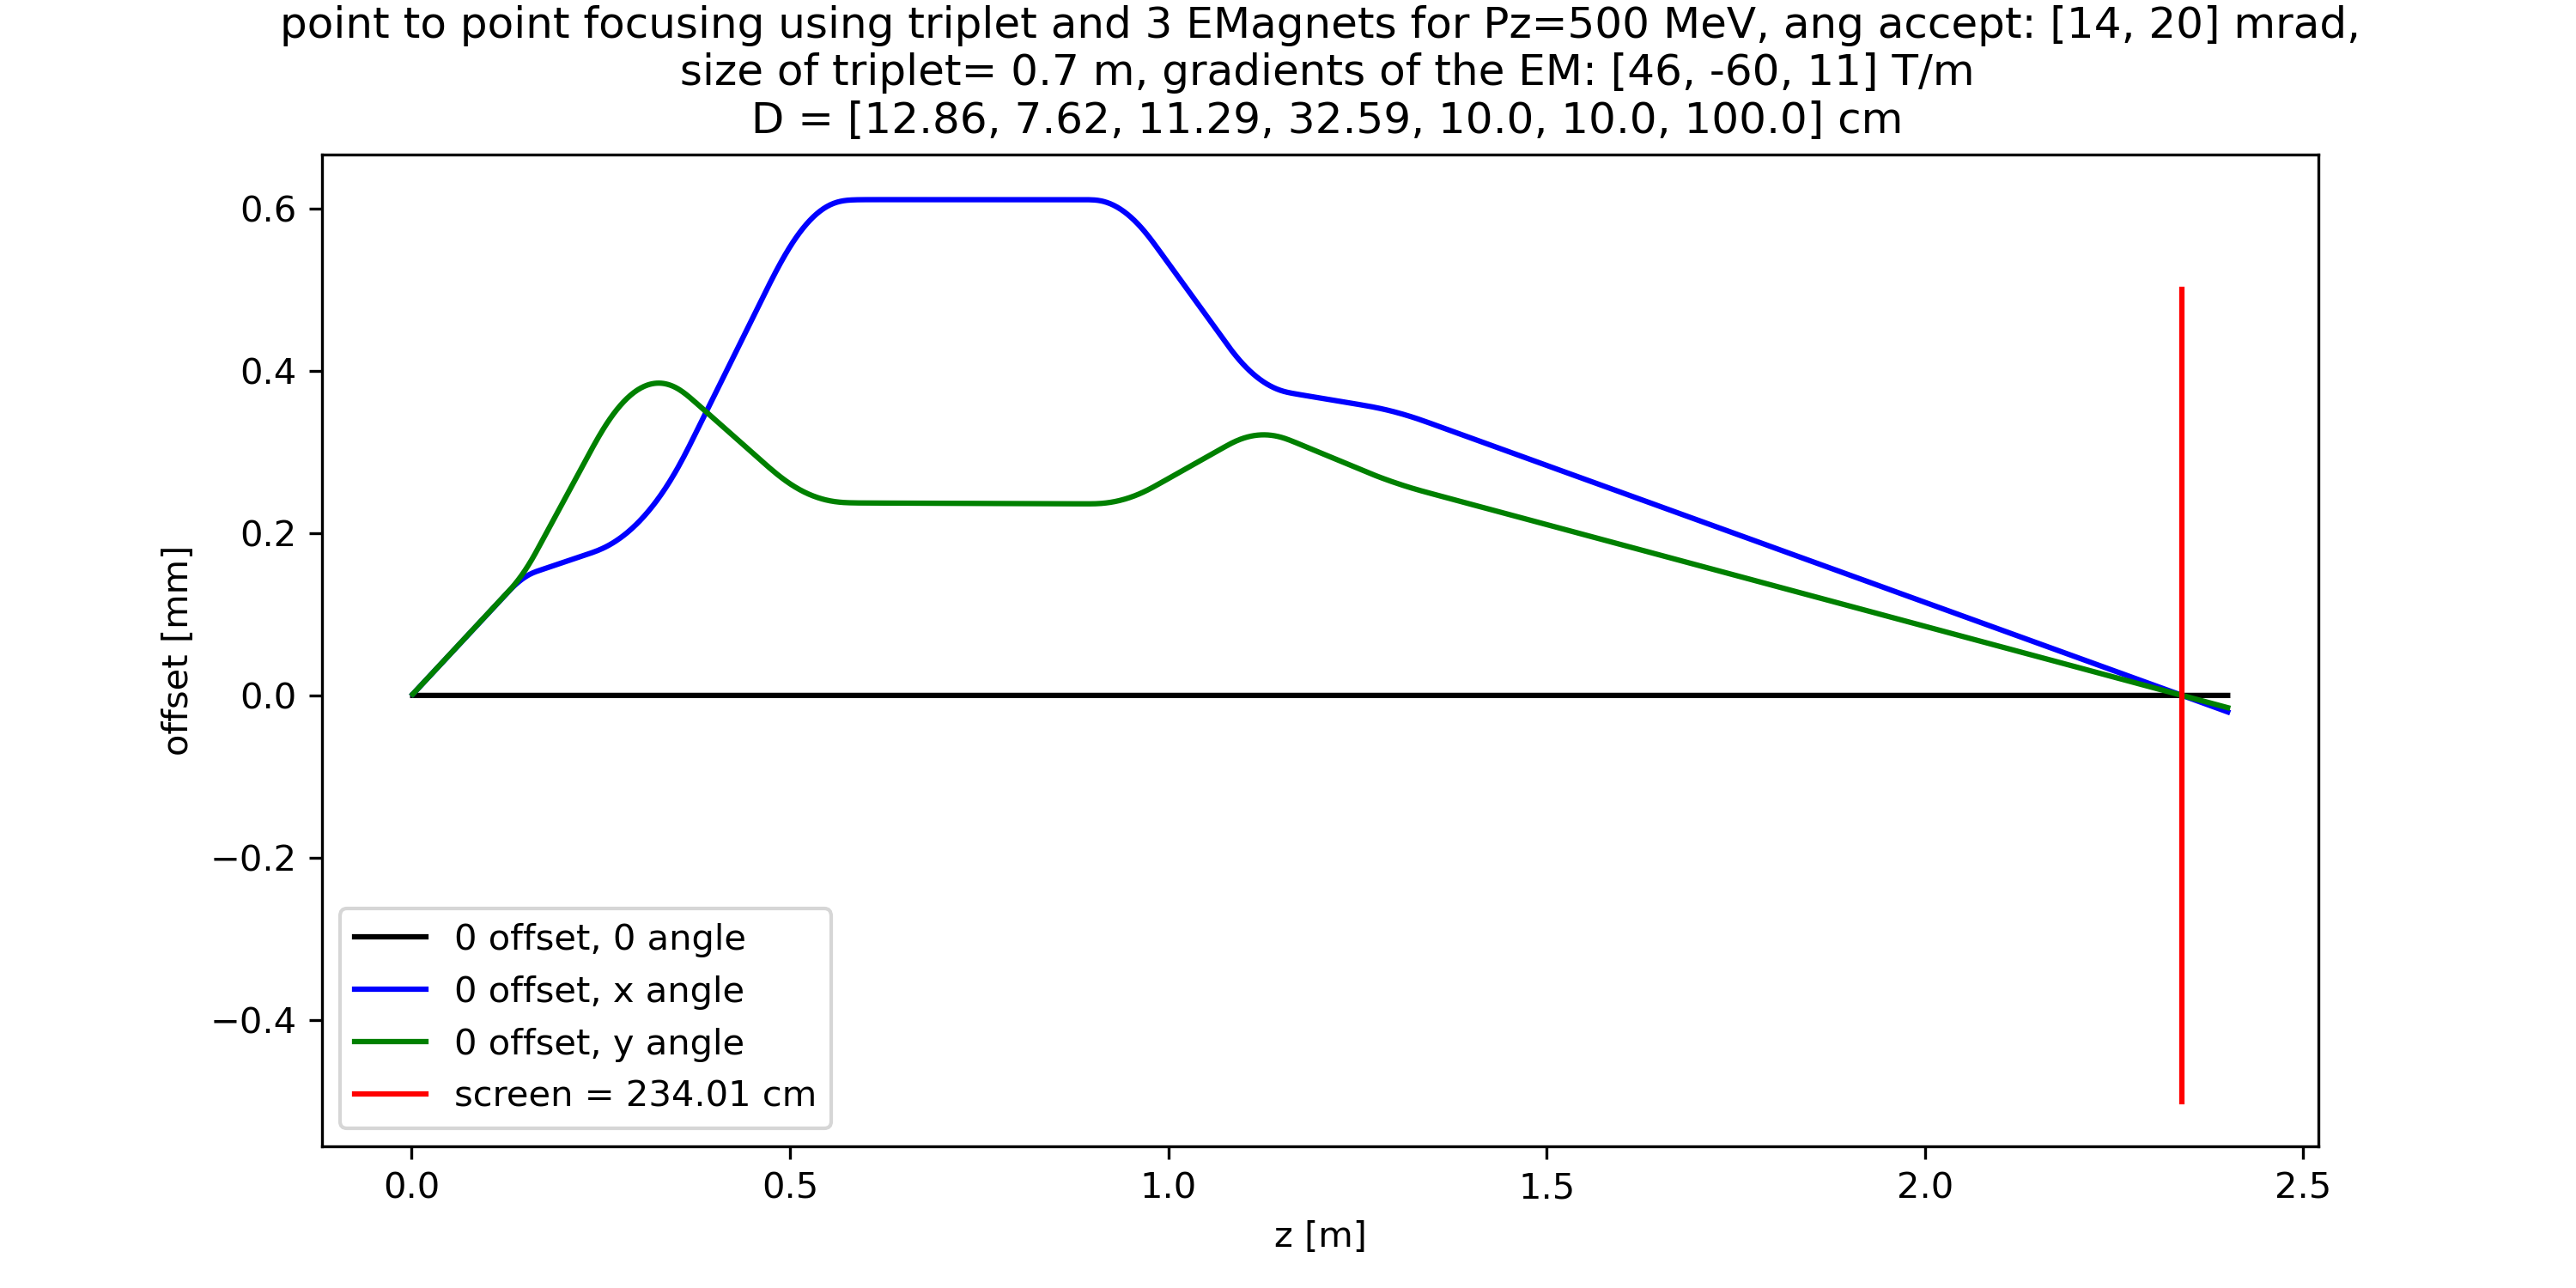 point to point focusing using triplet and 3 EMagnets for Pz=500 MeV, ang accept: [14, 20] mrad,
size of triplet= 0.7 m, gradients of the EM: [46, -60, 11] T/m
D = [12.86, 7.62, 11.29, 32.59, 10.0, 10.0, 100.0] cm
offset [mm]
0.6
0.4
0.2
0.0
−0.2
−0.4
0 offset, 0 angle
0 offset, x angle
0 offset, y angle
screen = 234.01 cm
0.0 0.5 1.0 1.5 2.0 2.5
z [m]